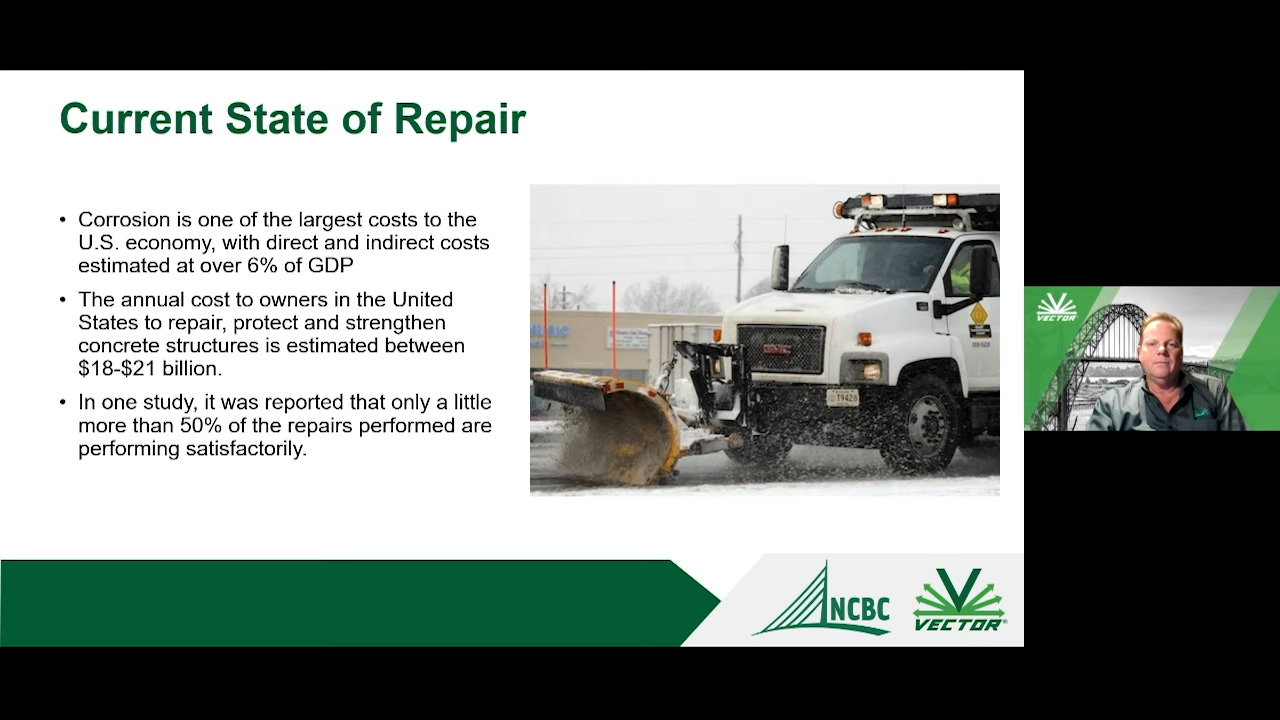 Current State of Repair
• Corrosion is one of the largest costs to the
U.S. economy, with direct and indirect costs
estimated at over 6% of GDP
• The annual cost to owners in the United
States to repair, protect and strengthen
concrete structures is estimated between
$18-$21 billion.
• In one study, it was reported that only a little
more than 50% of the repairs performed are
performing satisfactorily.
GMC
T9428
NCBC
VECTOR®
VECTOR